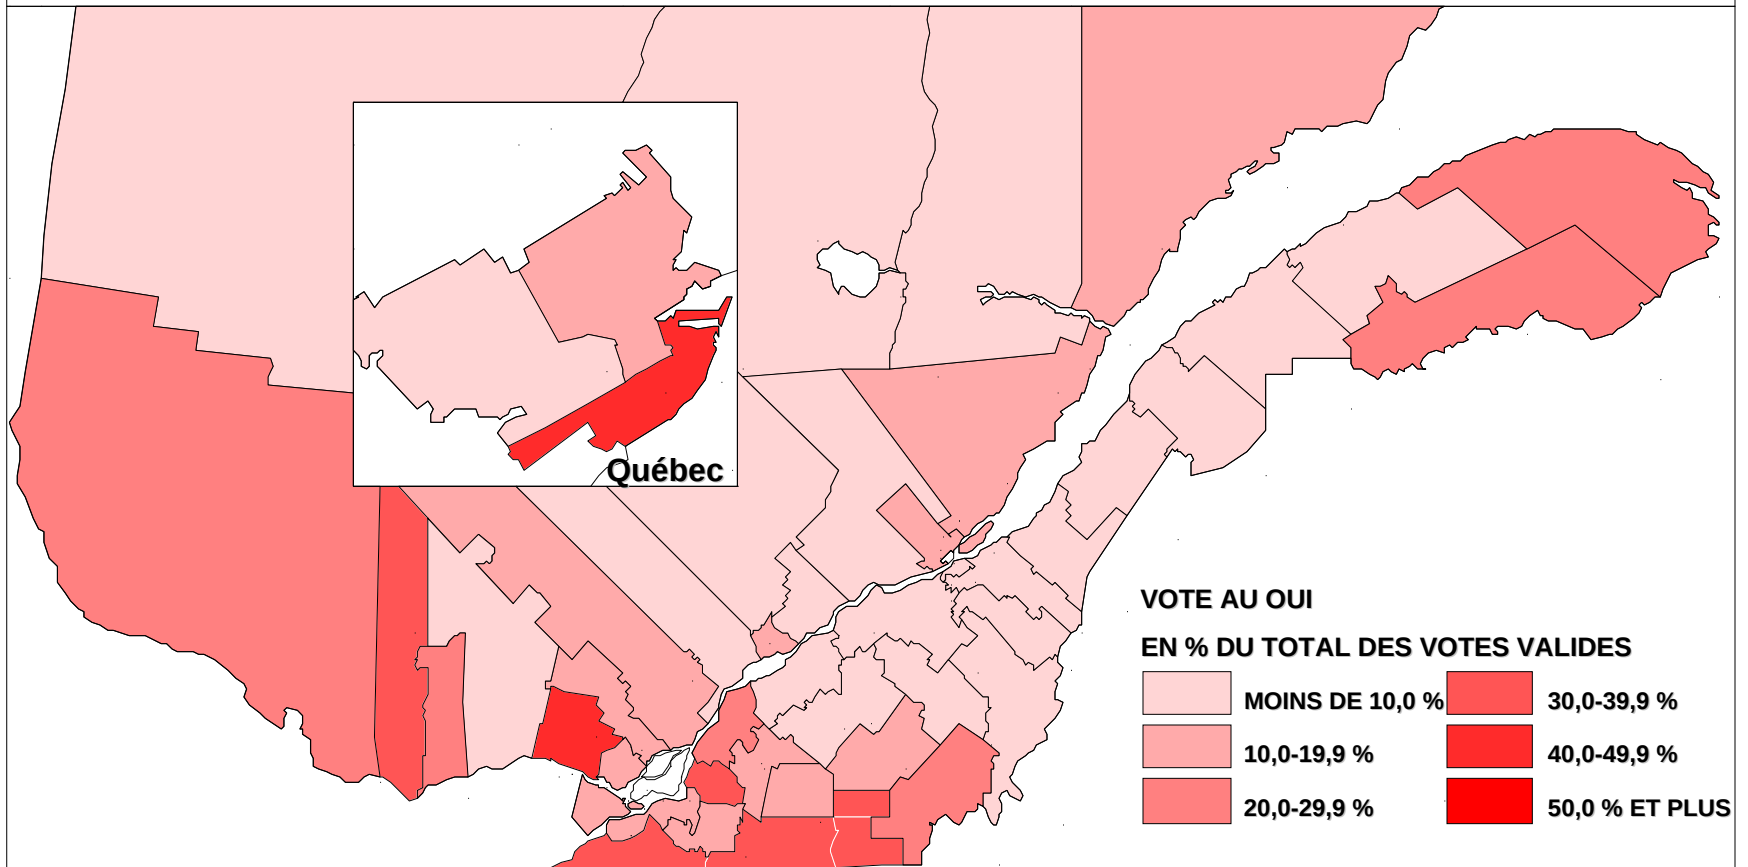 Québec
VOTE AU OUI
EN % DU TOTAL DES VOTES VALIDES
MOINS DE 10,0 %
10,0-19,9 %
20,0-29,9 %
30,0-39,9 %
40,0-49,9 %
50,0 % ET PLUS